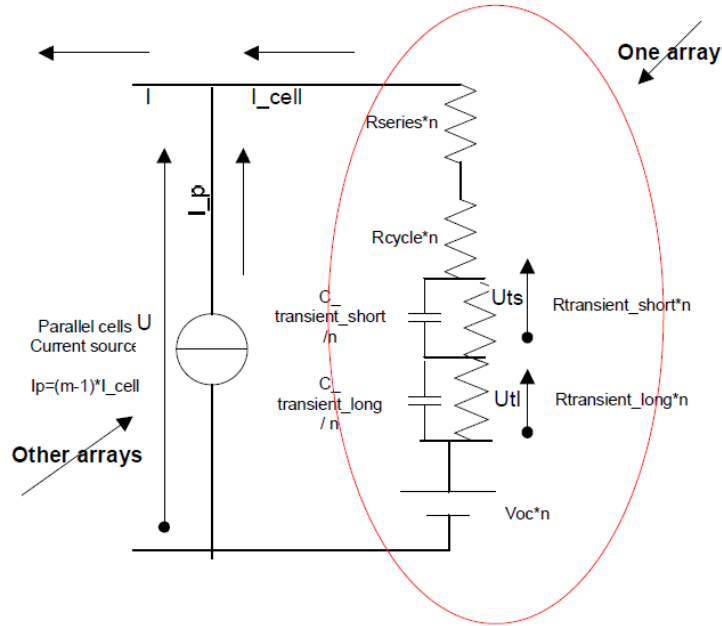 One array
I
I_cell
Rseries*n
I_p
Rcycle*n
C_
transient_short
/n
Uts
Rtransient_short*n
Parallel cells
U
Current source
Ip=(m-1)*I_cell
C_
transient_long
/ n
Utl
Rtransient_long*n
Other arrays
Voc*n